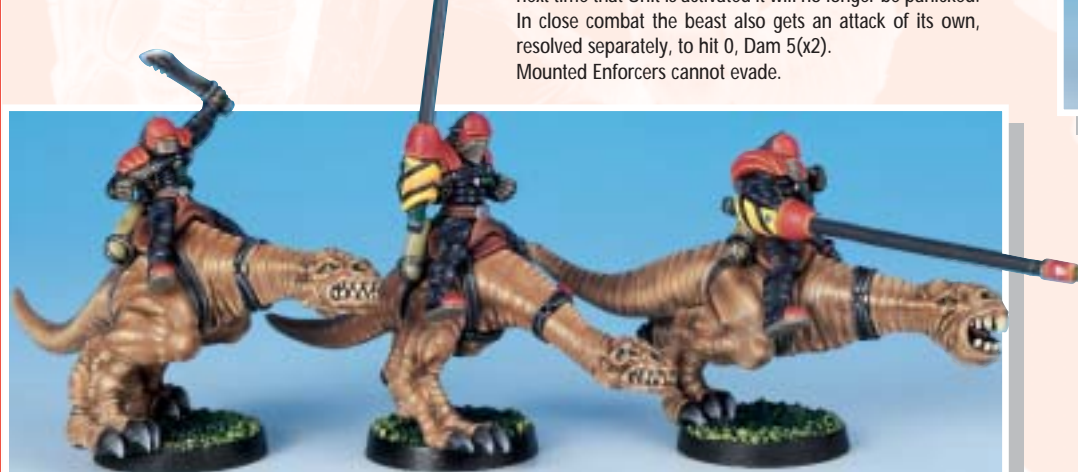 next time that Unit is activated it will no longer be panicked.
In close combat the beast also gets an attack of its own,
resolved separately, to hit 0, Dam 5(x2).
Mounted Enforcers cannot evade.